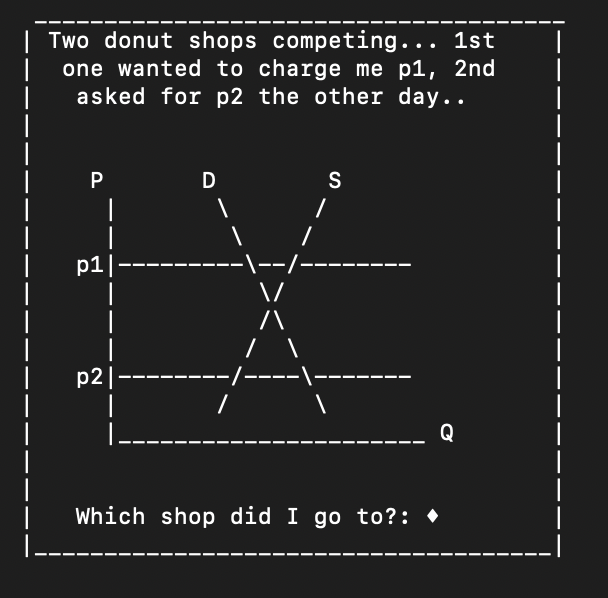 Two donut shops competing... 1st
one wanted to charge me p1, 2nd
asked for p2 the other day..
P D S
p1
p2
Q
Which shop did I go to?: ♦